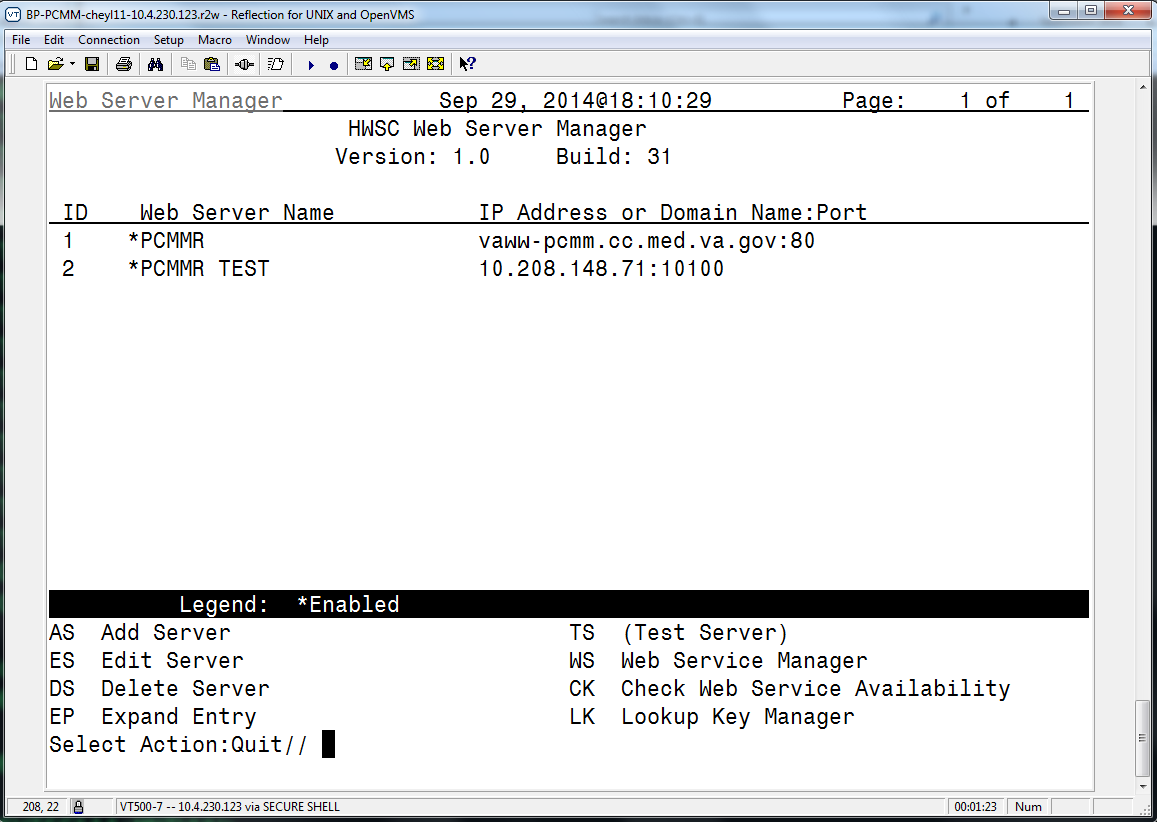 BP-PCMM-cheyl11-10.4.230.123.r2w - Reflection for UNIX and OpenVMS
File Edit Connection Setup Macro Window Help
Web Server Manager Sep 29, 2014@18:10:29 Page: 1 of 1
HWSC Web Server Manager
Version: 1.0 Build: 31
ID Web Server Name IP Address or Domain Name:Port
1 *PCMMR vaww-pcmm.cc.med.va.gov:80
2 *PCMMR TEST 10.208.148.71:10100
Legend: *Enabled
AS Add Server TS (Test Server)
ES Edit Server WS Web Service Manager
DS Delete Server CK Check Web Service Availability
EP Expand Entry LK Lookup Key Manager
Select Action:Quit//
208, 22 VT500-7 -- 10.4.230.123 via SECURE SHELL 00:01:23 Num